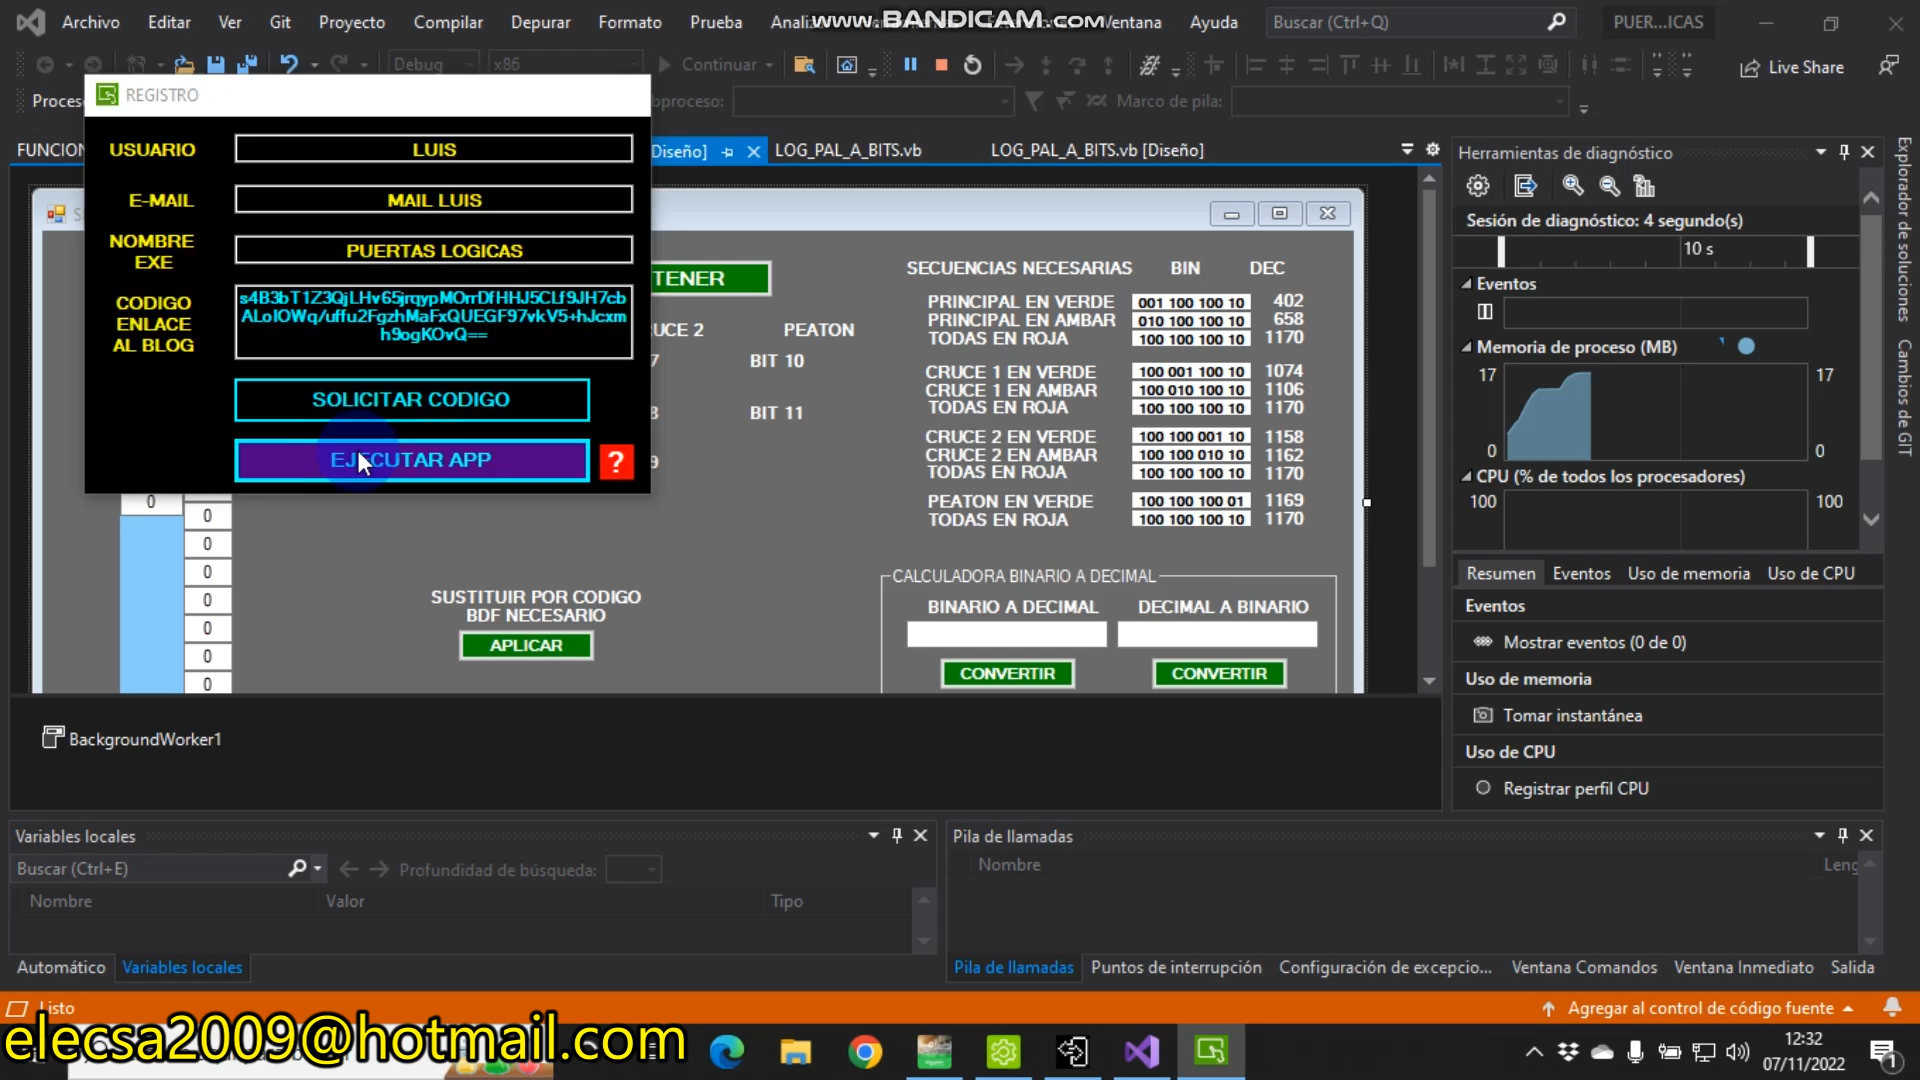 Archivo Editar Ver Git Proyecto Compilar Depurar Formato Prueba Ventana Ayuda
www.BANDICAM.com
Buscar (Ctrl+Q)
PUER...ICAS
Debug x86 Continuar
Live Share
Marco de pila:
REGISTRO
USUARIO LUIS
E-MAIL MAIL LUIS
NOMBRE
EXE
PUERTAS LOGICAS
CODIGO
ENLACE
AL BLOG
s4B3bT1Z3QjLHv65jrqypMOrrDfHHJ5CLf9JH7cb
ALoIOWq/uffu2FgzhMaFxQUEGF97vkV5+hJcxm
h9ogKOvQ==
SOLICITAR CODIGO
EJECUTAR APP ?
Diseño]
LOG_PAL_A_BITS.vb
LOG_PAL_A_BITS.vb [Diseño]
PEATON
BIT 10
BIT 11
SECUENCIAS NECESARIAS BIN DEC
PRINCIPAL EN VERDE 001 100 100 10 402
PRINCIPAL EN AMBAR 010 100 100 10 658
TODAS EN ROJA 100 100 100 10 1170
CRUCE 1 EN VERDE 100 001 100 10 1074
CRUCE 1 EN AMBAR 100 010 100 10 1106
TODAS EN ROJA 100 100 100 10 1170
CRUCE 2 EN VERDE 100 100 001 10 1158
CRUCE 2 EN AMBAR 100 100 010 10 1162
TODAS EN ROJA 100 100 100 10 1170
PEATON EN VERDE 100 100 100 01 1169
TODAS EN ROJA 100 100 100 10 1170
0
0
0
0
0
0
0
0
SUSTITUIR POR CODIGO
BDF NECESARIO
APLICAR
CALCULADORA BINARIO A DECIMAL
BINARIO A DECIMAL DECIMAL A BINARIO
CONVERTIR CONVERTIR
BackgroundWorker1
Herramientas de diagnóstico
Sesión de diagnóstico: 4 segundo(s)
10 s
Eventos
Memoria de proceso (MB)
17 17
0 0
CPU (% de todos los procesadores)
100 100
Resumen Eventos Uso de memoria Uso de CPU
Eventos
Mostrar eventos (0 de 0)
Uso de memoria
Tomar instantánea
Uso de CPU
Registrar perfil CPU
Explorador de soluciones
Cambios de GIT
Variables locales
Buscar (Ctrl+E) Profundidad de búsqueda:
Nombre Valor Tipo
Automático Variables locales
Pila de llamadas
Nombre
Pila de llamadas Puntos de interrupción Configuración de excepcio... Ventana Comandos Ventana Inmediato Salida
Listo
Agregar al control de código fuente
elecsa2009@hotmail.com
12:32
07/11/2022
1